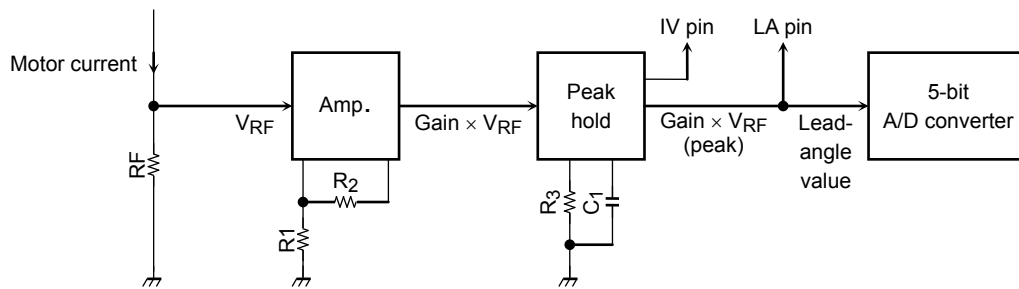 IV pin
LA pin
Motor current
Amp.
Peak
hold
5-bit
A/D converter
VRF
Gain × VRF
Gain × VRF
(peak)
Lead-
angle
value
RF
R2
R1
R3
C1